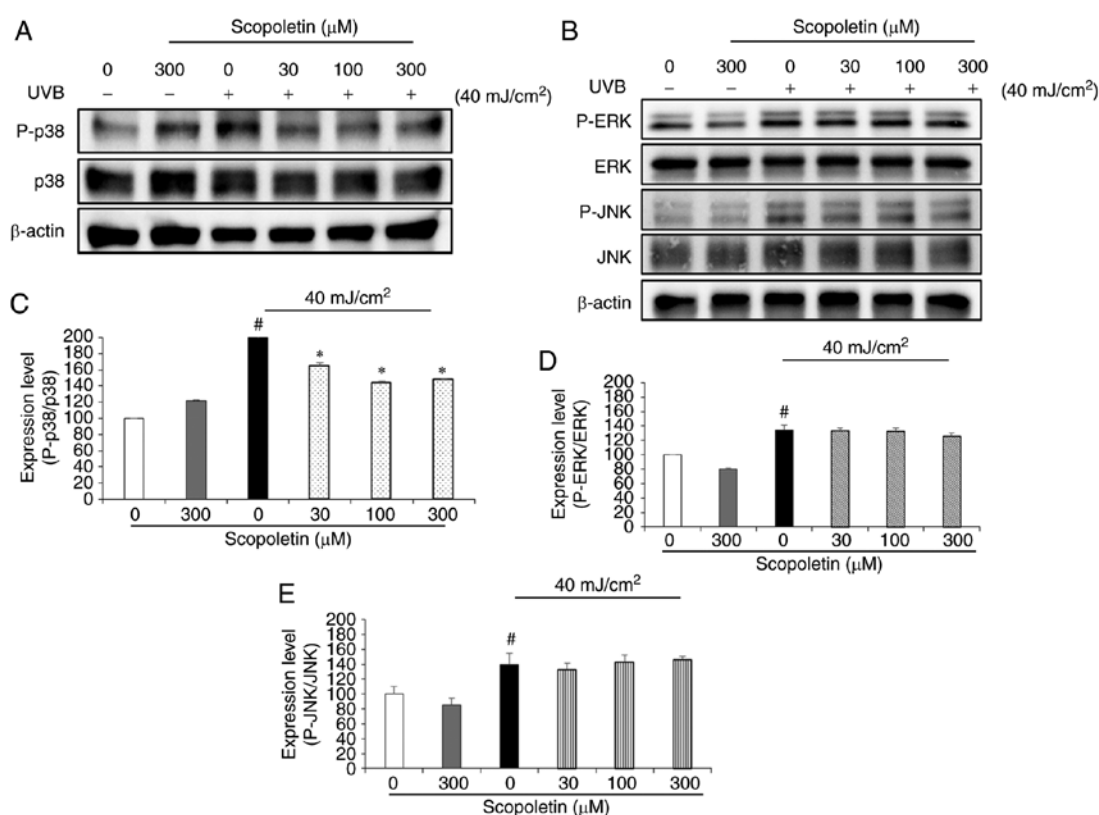 A
Scopoletin (μM)
0 300 0 30 100 300
UVB – – + + + + (40 mJ/cm²)
P-p38
p38
β-actin
B
Scopoletin (μM)
0 300 0 30 100 300
UVB – – + + + + (40 mJ/cm²)
P-ERK
ERK
P-JNK
JNK
β-actin
C
40 mJ/cm²
Expression level
(P-p38/p38)
200
180
160
140
120
100
80
60
40
20
0
# * * *
0 300 0 30 100 300
Scopoletin (μM)
D
40 mJ/cm²
Expression level
(P-ERK/ERK)
200
180
160
140
120
100
80
60
40
20
0
#
0 300 0 30 100 300
Scopoletin (μM)
E
40 mJ/cm²
Expression level
(P-JNK/JNK)
200
180
160
140
120
100
80
60
40
20
0
#
0 300 0 30 100 300
Scopoletin (μM)